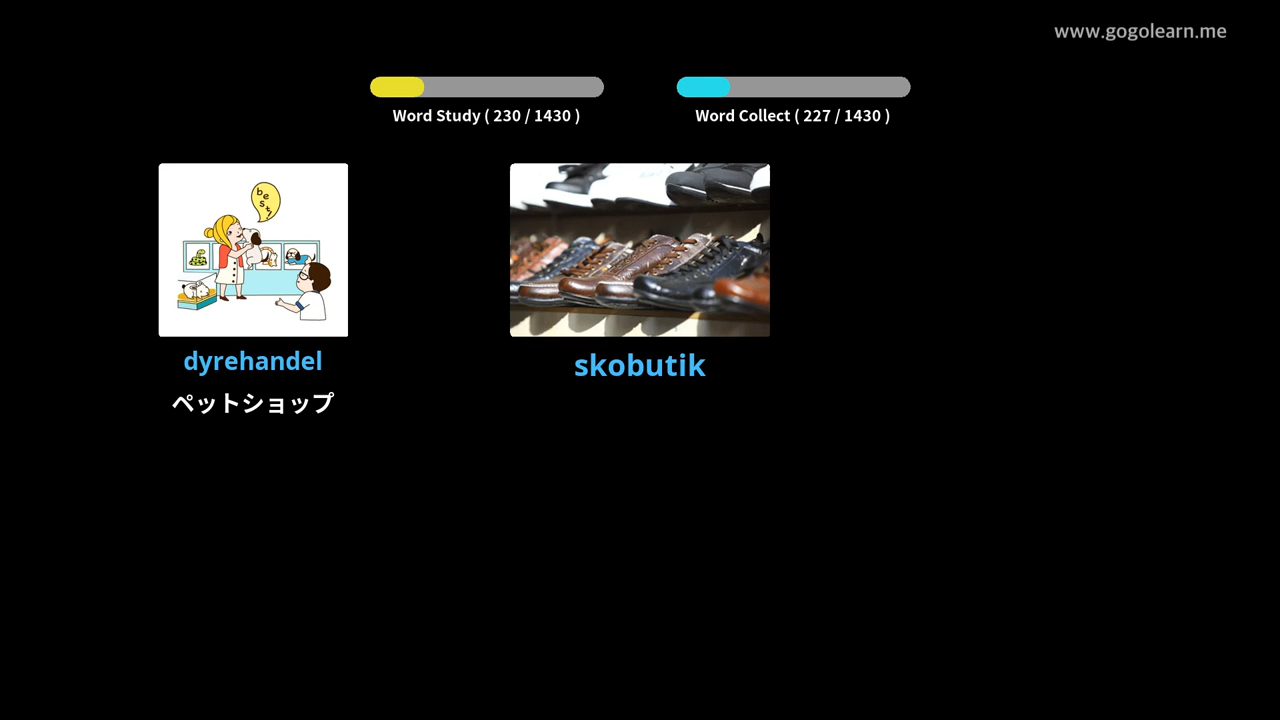 www.gogolearn.me
Word Study ( 230 / 1430 )
Word Collect ( 227 / 1430 )
best
dyrehandel
ペットショップ
skobutik